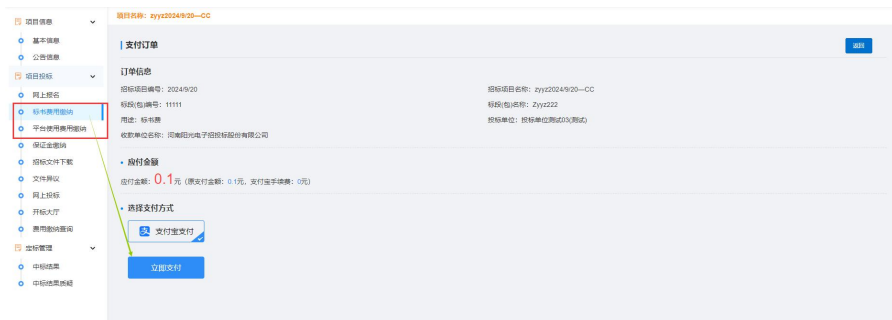 项目名称：zyyz2024/9/20---CC
项目信息
基本信息
公告信息
项目投标
网上报名
标书费用缴纳
平台使用费用缴纳
保证金缴纳
招标文件下载
文件异议
网上投标
开标大厅
费用缴纳查询
定标管理
中标结果
中标结果质疑
支付订单
返回
订单信息
招标项目编号：2024/9/20
招标项目名称：zyyz2024/9/20---CC
标段(包)编号：11111
标段(包)名称：Zyyz222
用途：标书费
投标单位：投标单位测试03(测试)
收款单位名称：河南阳光电子招投标股份有限公司
应付金额
应付金额：0.1元（原支付金额：0.1元，支付宝手续费：0元）
选择支付方式
支 支付宝支付
立即支付